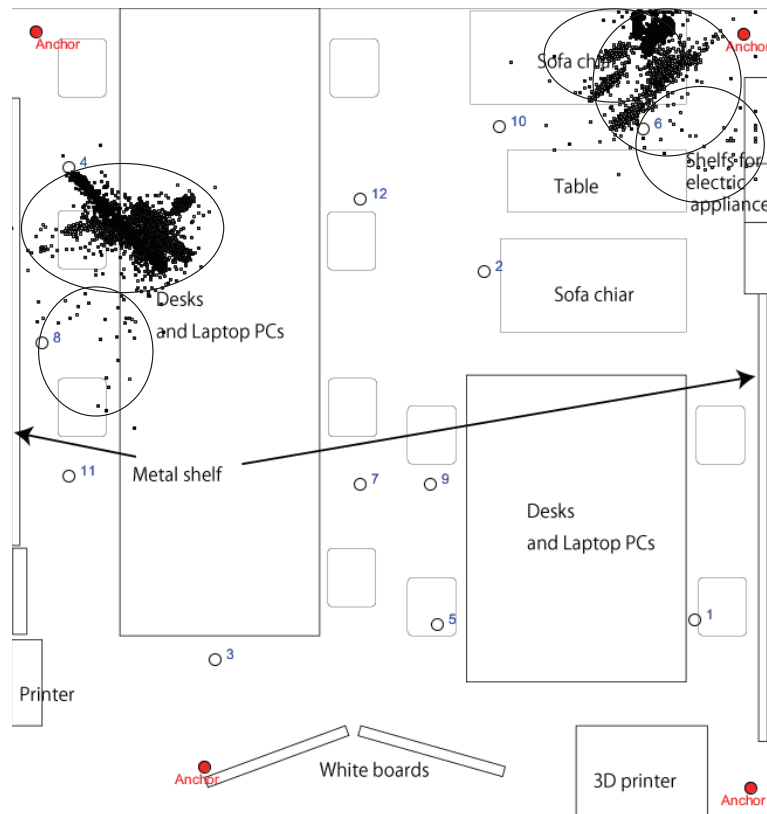 Anchor
Anchor
Sofa chiar
10
6
4
Shelfs for
electric
appliance
Table
12
2
Sofa chiar
Desks
and Laptop PCs
8
Metal shelf
11
7
9
Desks
and Laptop PCs
1
5
3
Printer
White boards
Anchor
3D printer
Anchor